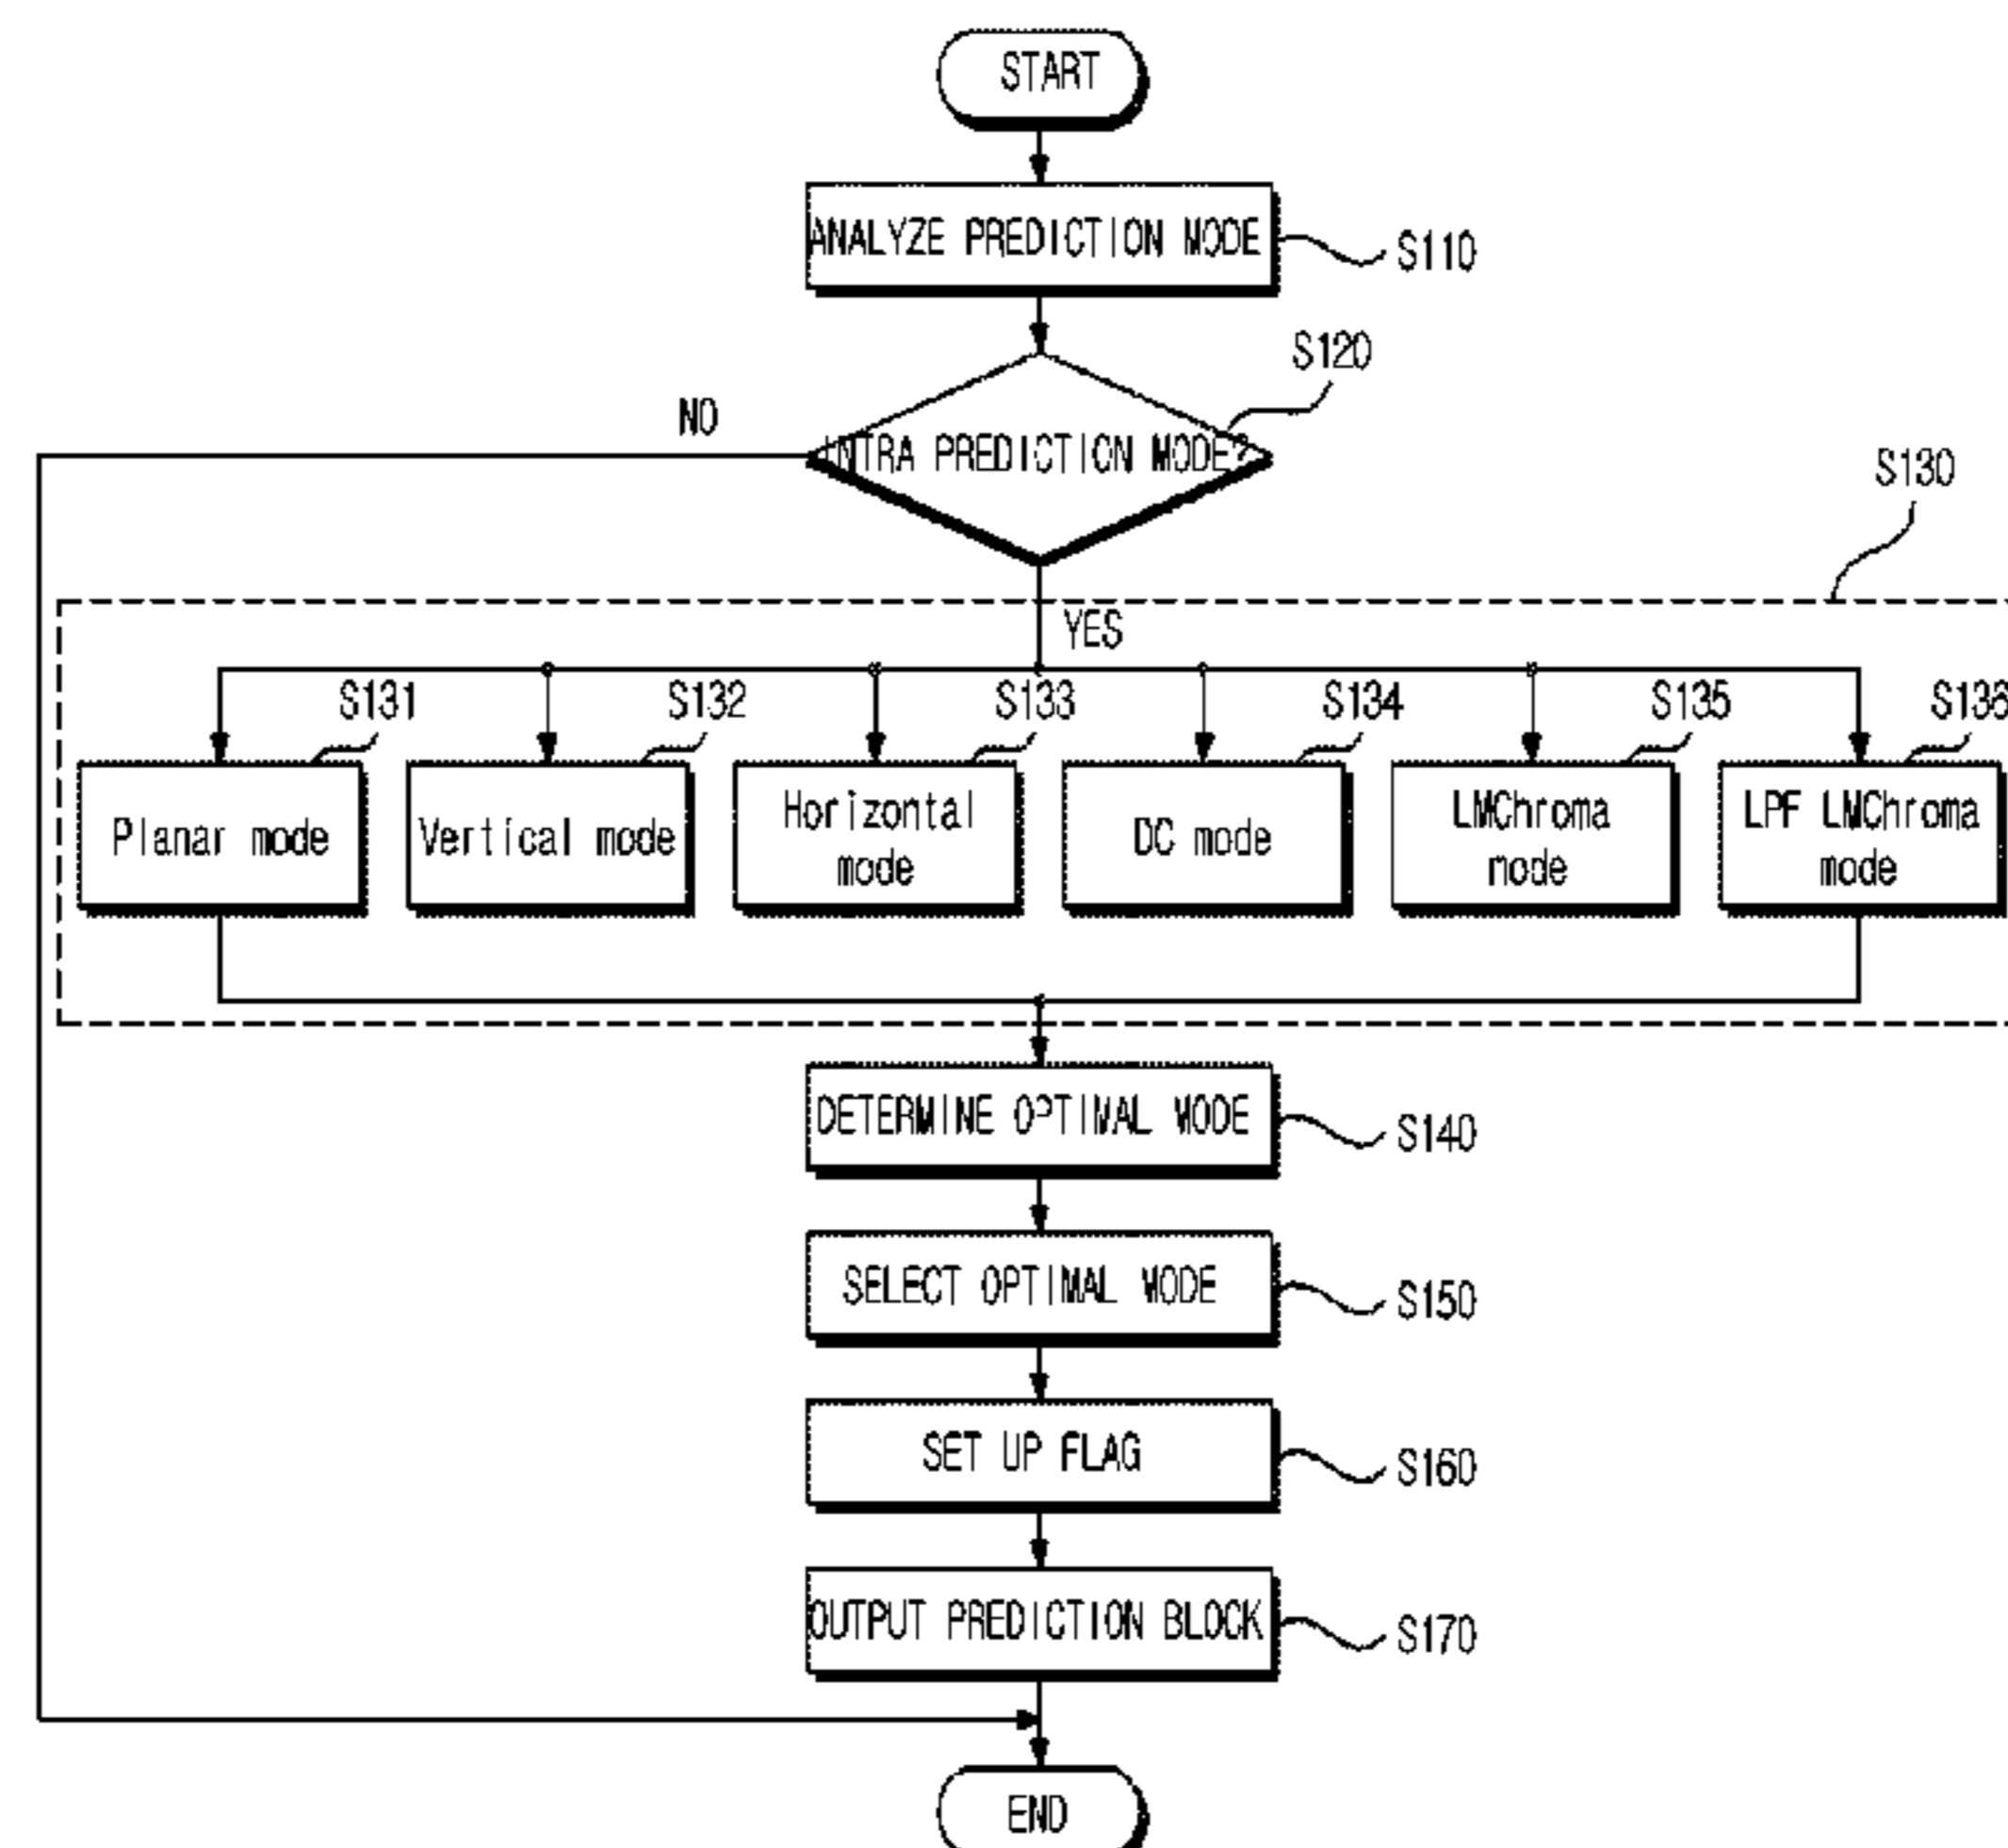 START
ANALYZE PREDICTION MODE
S110
S120
NO
INTRA PREDICTION MODE?
S130
YES
S131
S132
S133
S134
S135
S136
Planar mode
Vertical mode
Horizontal
mode
DC mode
LMChroma
mode
LPF LMChroma
mode
DETERMINE OPTIMAL MODE
S140
SELECT OPTIMAL MODE
S150
SET UP FLAG
S160
OUTPUT PREDICTION BLOCK
S170
END